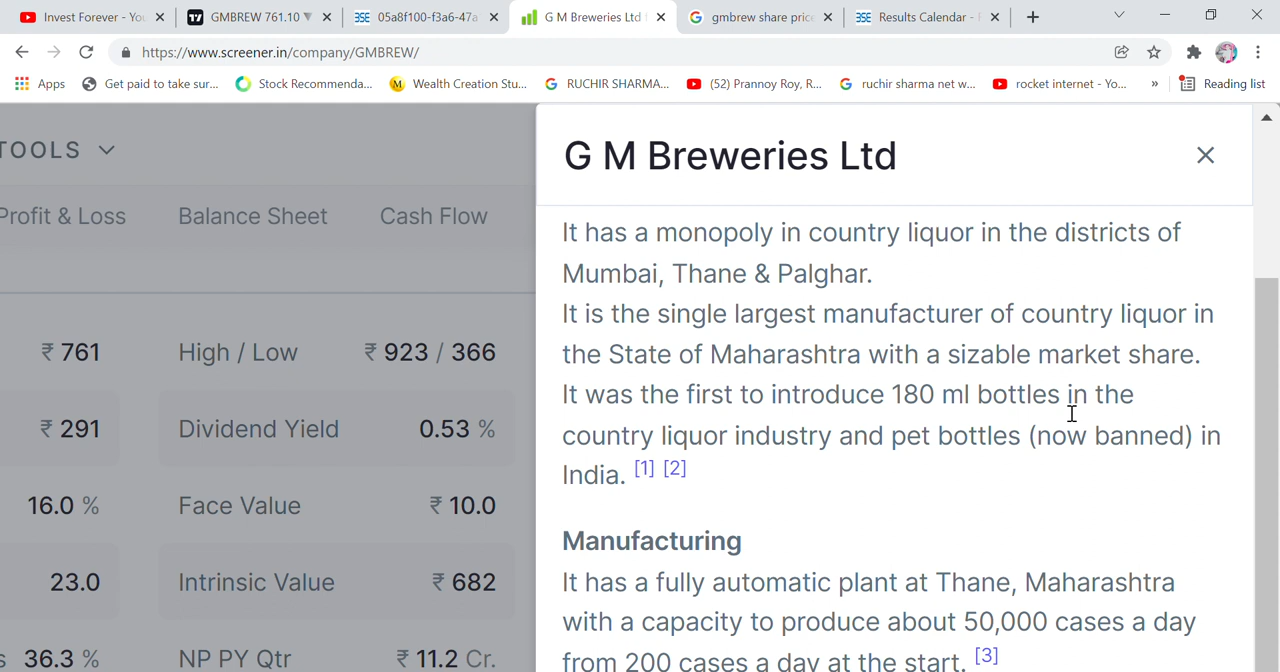 Invest Forever - You
GMBREW 761.10 ▼
05a8f100-f3a6-47a
G M Breweries Ltd
gmbrew share price
Results Calendar -
https://www.screener.in/company/GMBREW/
Apps
Get paid to take sur...
Stock Recommenda...
Wealth Creation Stu...
RUCHIR SHARMA...
(52) Prannoy Roy, R...
ruchir sharma net w...
rocket internet - Yo...
»
Reading list
TOOLS
Profit & Loss Balance Sheet Cash Flow
₹ 761 High / Low ₹ 923 / 366
₹ 291 Dividend Yield 0.53 %
16.0 % Face Value ₹ 10.0
23.0 Intrinsic Value ₹ 682
s 36.3 % NP PY Qtr ₹ 11.2 Cr.
G M Breweries Ltd
It has a monopoly in country liquor in the districts of
Mumbai, Thane & Palghar.
It is the single largest manufacturer of country liquor in
the State of Maharashtra with a sizable market share.
It was the first to introduce 180 ml bottles in the
country liquor industry and pet bottles (now banned) in
India. [1] [2]
Manufacturing
It has a fully automatic plant at Thane, Maharashtra
with a capacity to produce about 50,000 cases a day
from 200 cases a day at the start. [3]